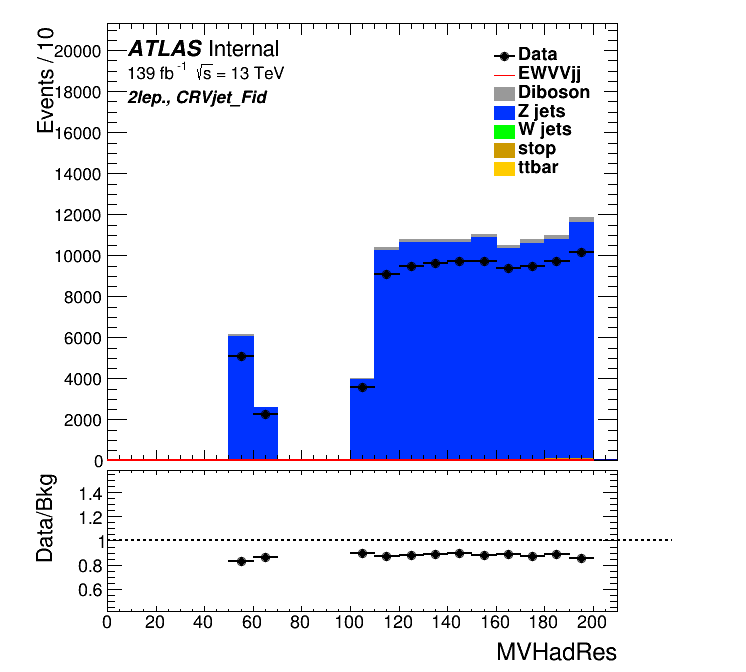 Events / 10
20000
18000
16000
14000
12000
10000
8000
6000
4000
2000
0
ATLAS Internal
139 fb⁻¹ √s = 13 TeV
2lep., CRVjet_Fid
Data
EWVVjj
Diboson
Z jets
W jets
stop
ttbar
Data/Bkg
1.4
1.2
1
0.8
0.6
0 20 40 60 80 100 120 140 160 180 200
MVHadRes